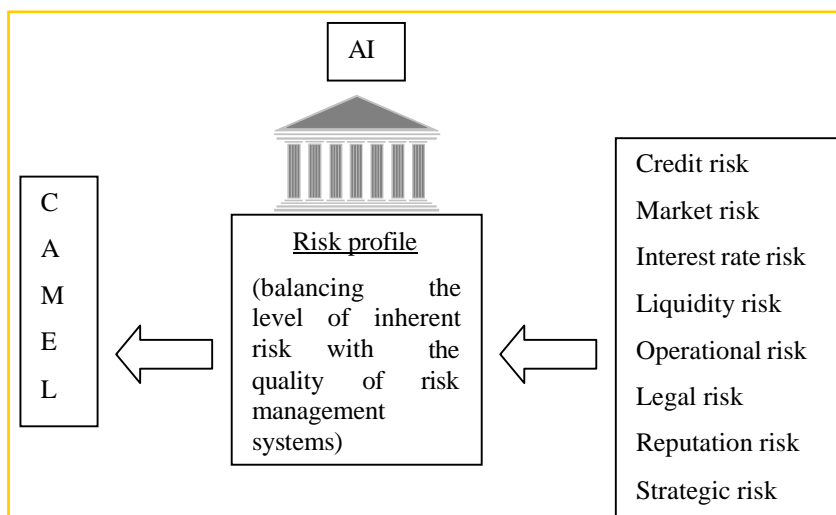 AI
C
A
M
E
L
Risk profile
(balancing the
level of inherent
risk with the
quality of risk
management
systems)
Credit risk
Market risk
Interest rate risk
Liquidity risk
Operational risk
Legal risk
Reputation risk
Strategic risk